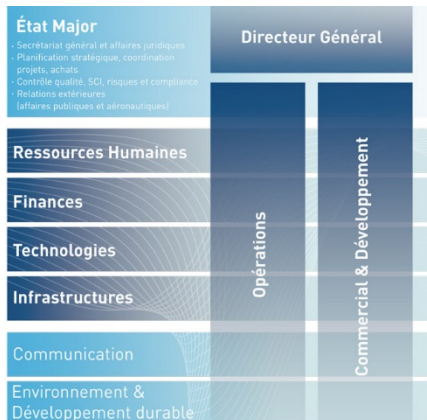 État Major
· Secrétariat général et affaires juridiques
· Planification stratégique, coordination
projets, achats
· Contrôle qualité, SCI, risques et compliance
· Relations extérieures
(affaires publiques et aéronautiques)
Directeur Général
Ressources Humaines
Finances
Technologies
Infrastructures
Communication
Environnement &
Développement durable
Opérations
Commercial & Développement